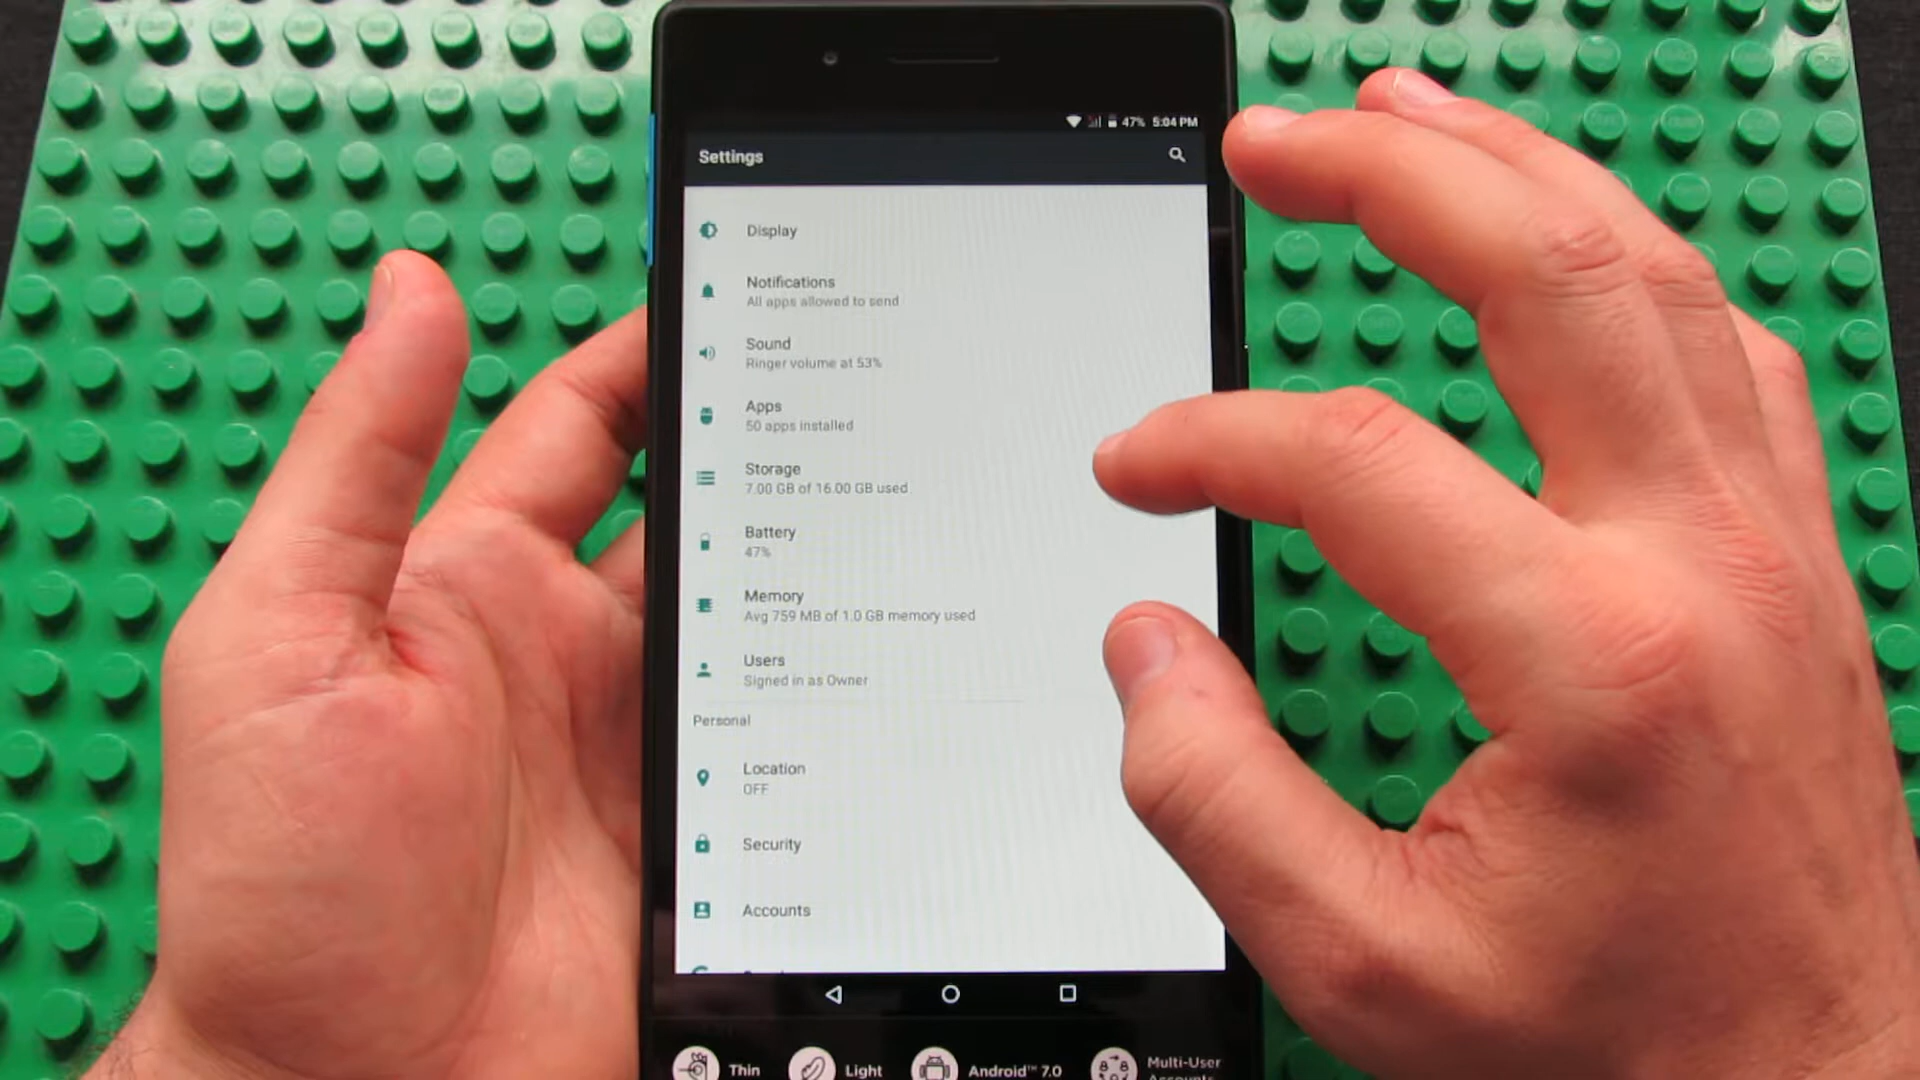 47% 5:04 PM
Settings
Display
Notifications
All apps allowed to send
Sound
Ringer volume at 53%
Apps
50 apps installed
Storage
7.00 GB of 16.00 GB used
Battery
47%
Memory
Avg 759 MB of 1.0 GB memory used
Users
Signed in as Owner
Personal
Location
OFF
Security
Accounts
Thin
Light
Android™ 7.0
Multi-User